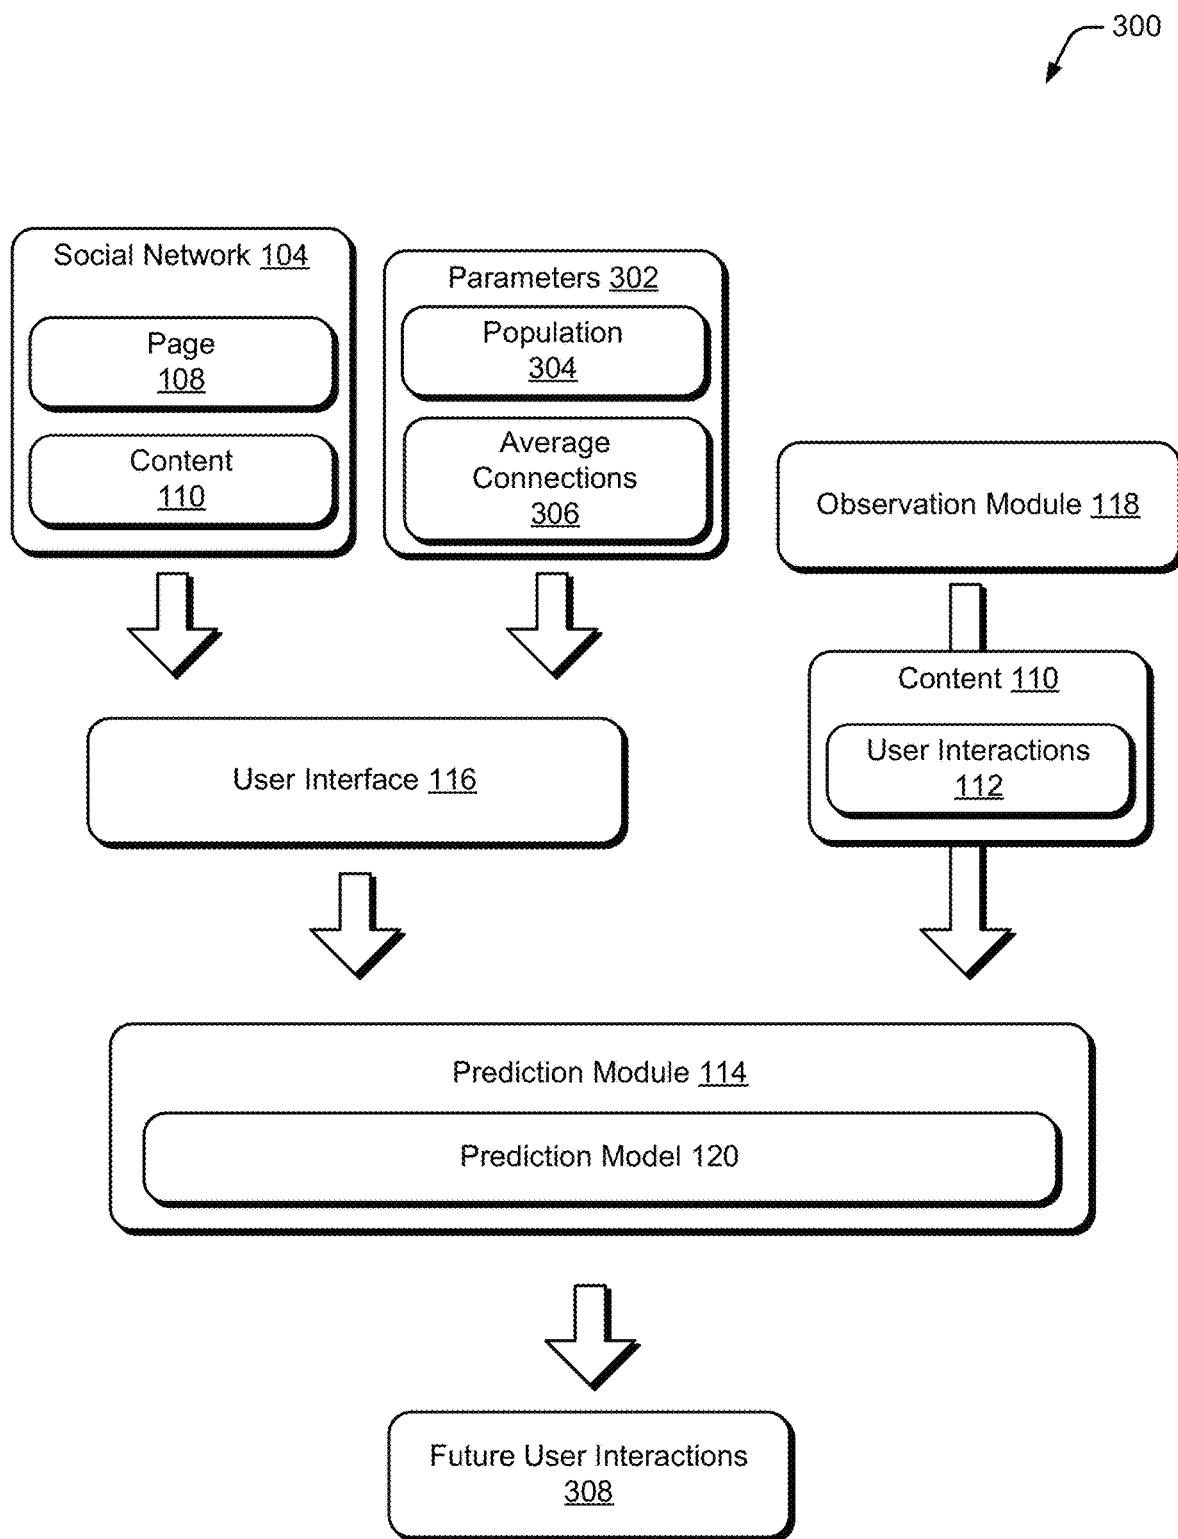 300
Social Network 104
Page
108
Content
110
Parameters 302
Population
304
Average
Connections
306
Observation Module 118
Content 110
User Interactions
112
User Interface 116
Prediction Module 114
Prediction Model 120
Future User Interactions
308